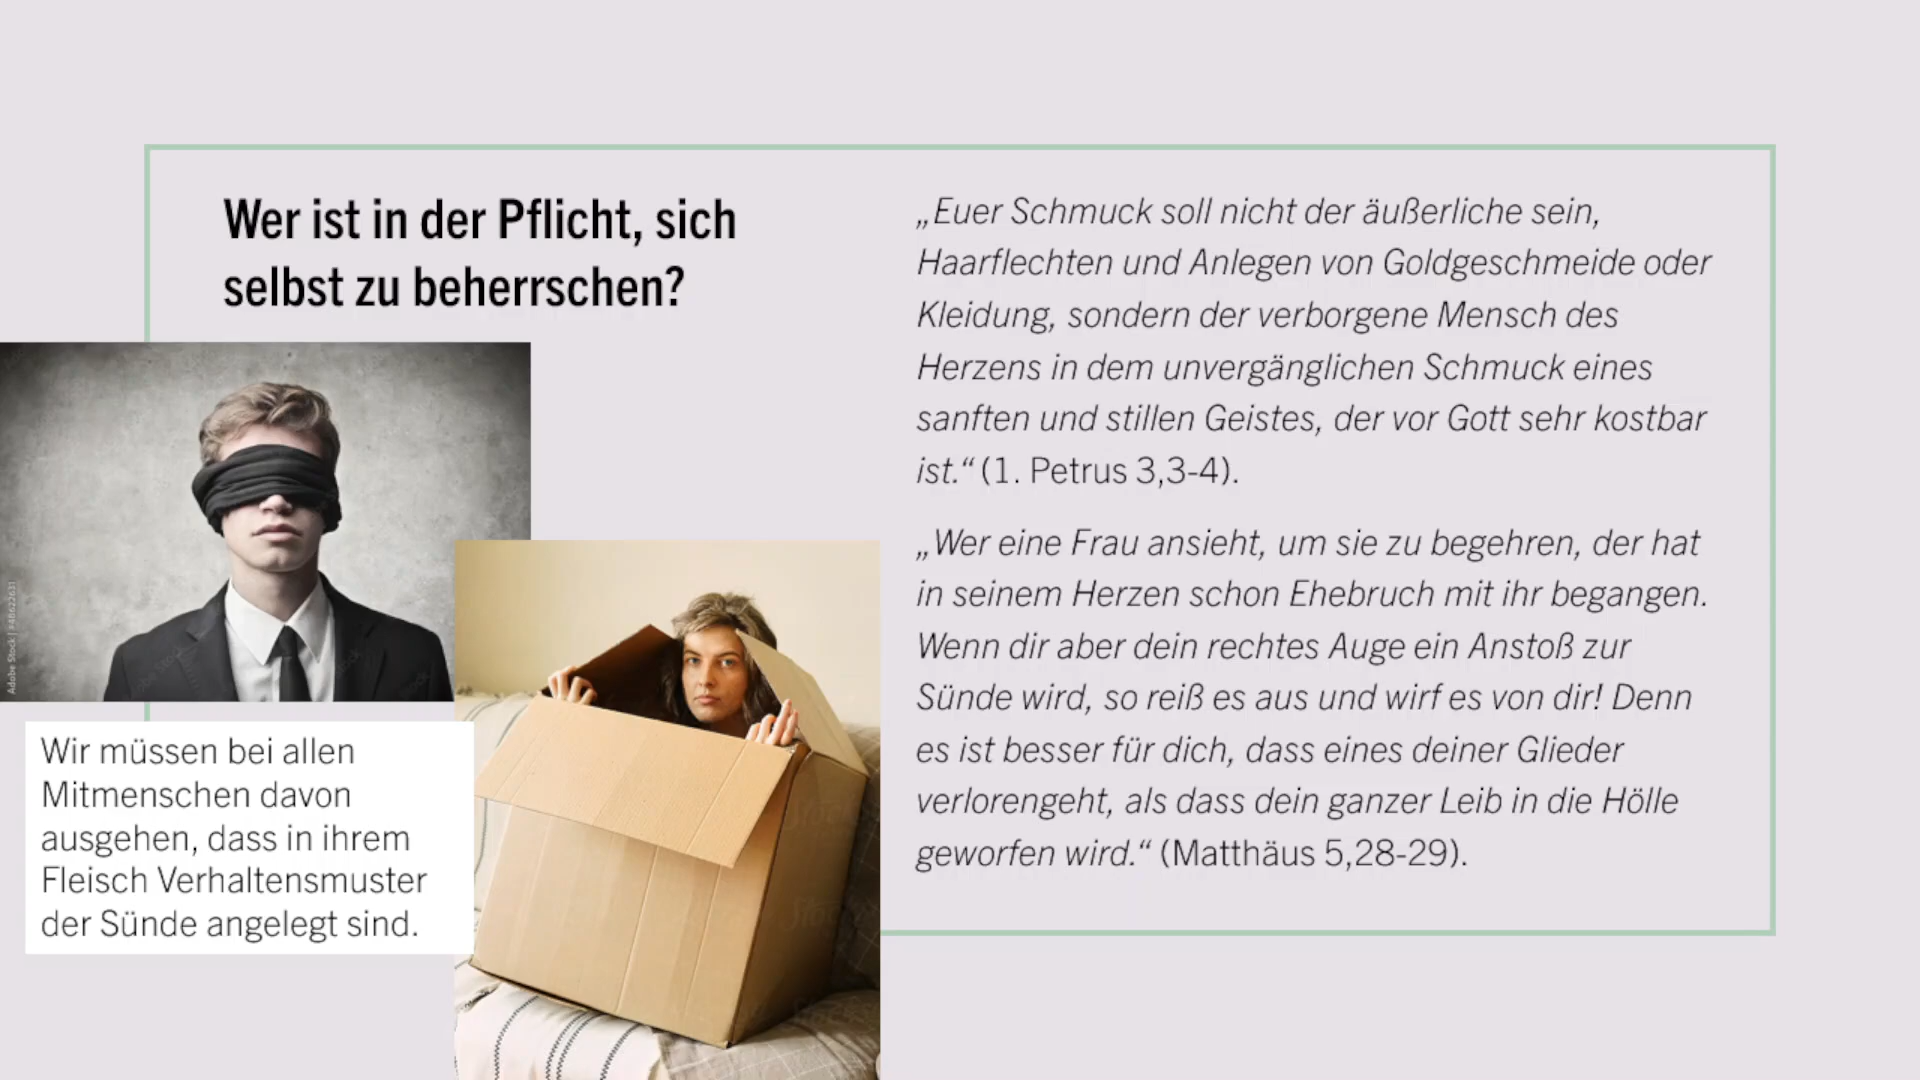 Wer ist in der Pflicht, sich
selbst zu beherrschen?
Adobe Stock | #48622631
Wir müssen bei allen
Mitmenschen davon
ausgehen, dass in ihrem
Fleisch Verhaltensmuster
der Sünde angelegt sind.
„Euer Schmuck soll nicht der äußerliche sein,
Haarflechten und Anlegen von Goldgeschmeide oder
Kleidung, sondern der verborgene Mensch des
Herzens in dem unvergänglichen Schmuck eines
sanften und stillen Geistes, der vor Gott sehr kostbar
ist.“ (1. Petrus 3,3-4).
„Wer eine Frau ansieht, um sie zu begehren, der hat
in seinem Herzen schon Ehebruch mit ihr begangen.
Wenn dir aber dein rechtes Auge ein Anstoß zur
Sünde wird, so reiß es aus und wirf es von dir! Denn
es ist besser für dich, dass eines deiner Glieder
verlorengeht, als dass dein ganzer Leib in die Hölle
geworfen wird.“ (Matthäus 5,28-29).